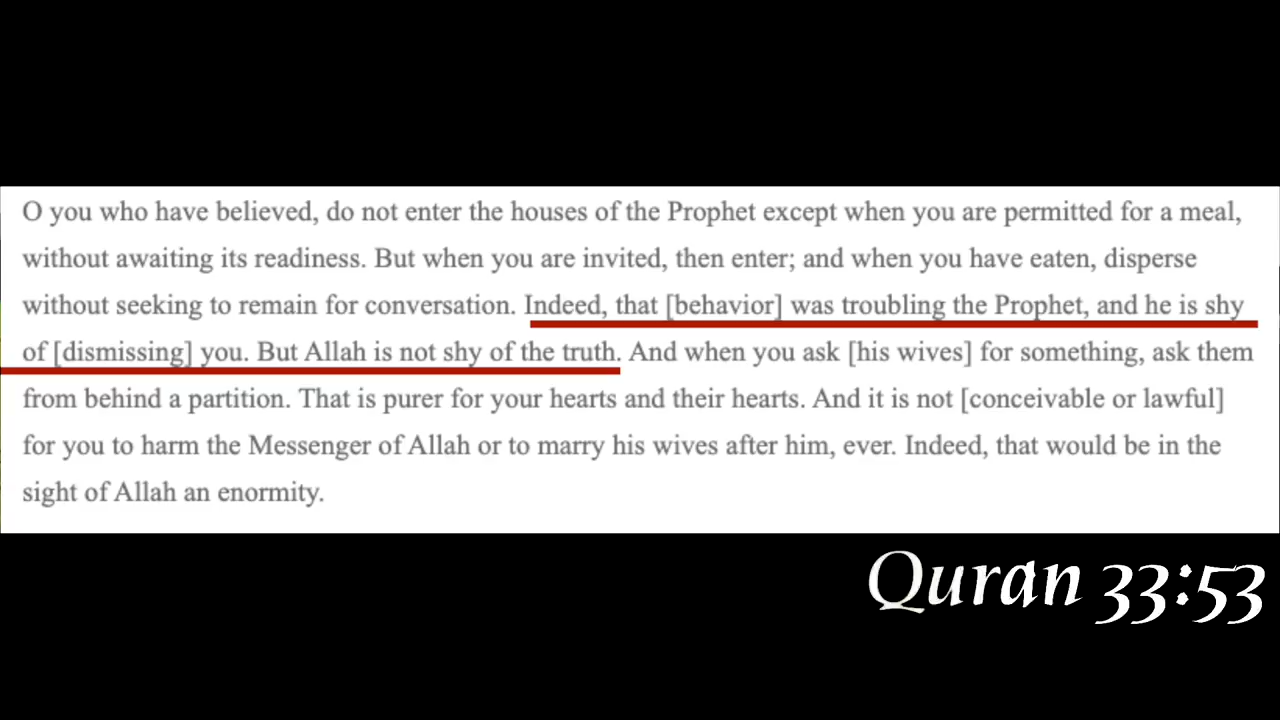 O you who have believed, do not enter the houses of the Prophet except when you are permitted for a meal,
without awaiting its readiness. But when you are invited, then enter; and when you have eaten, disperse
without seeking to remain for conversation. Indeed, that [behavior] was troubling the Prophet, and he is shy
of [dismissing] you. But Allah is not shy of the truth. And when you ask [his wives] for something, ask them
from behind a partition. That is purer for your hearts and their hearts. And it is not [conceivable or lawful]
for you to harm the Messenger of Allah or to marry his wives after him, ever. Indeed, that would be in the
sight of Allah an enormity.
Quran 33:53